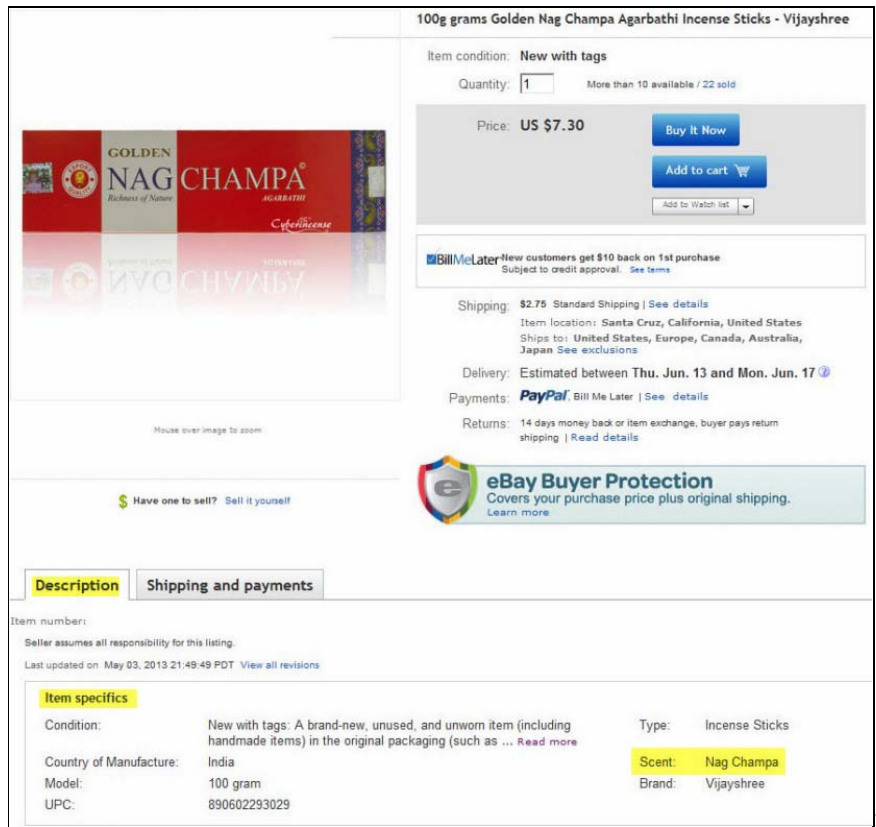 100g grams Golden Nag Champa Agarbathi Incense Sticks - Vijayshree
Item condition: New with tags
Quantity: 1 More than 10 available / 22 sold
Price: US $7.30
Buy It Now
Add to cart
Add to Watch list
GOLDEN
NAG CHAMPA
Richness of Nature
AGARBATHI
Cyberincense
BillMeLater New customers get $10 back on 1st purchase
Subject to credit approval. See terms
Shipping: $2.75 Standard Shipping | See details
Item location: Santa Cruz, California, United States
Ships to: United States, Europe, Canada, Australia,
Japan See exclusions
Delivery: Estimated between Thu. Jun. 13 and Mon. Jun. 17
Payments: PayPal, Bill Me Later | See details
Returns: 14 days money back or item exchange, buyer pays return
shipping | Read details
Mouse over image to zoom
$ Have one to sell? Sell it yourself
e
eBay Buyer Protection
Covers your purchase price plus original shipping.
Learn more
Description
Shipping and payments
Item number:
Seller assumes all responsibility for this listing.
Last updated on May 03, 2013 21:49:49 PDT View all revisions
Item specifics
Condition: New with tags: A brand-new, unused, and unworn item (including
handmade items) in the original packaging (such as ... Read more
Type: Incense Sticks
Country of Manufacture: India
Scent: Nag Champa
Model: 100 gram
Brand: Vijayshree
UPC: 890602293029